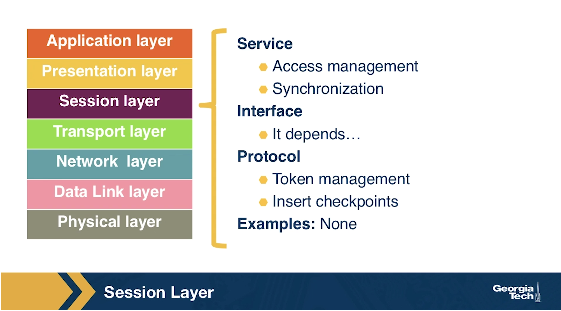 Application layer
Presentation layer
Session layer
Transport layer
Network layer
Data Link layer
Physical layer
Service
Access management
Synchronization
Interface
It depends…
Protocol
Token management
Insert checkpoints
Examples: None
Session Layer
Georgia
Tech